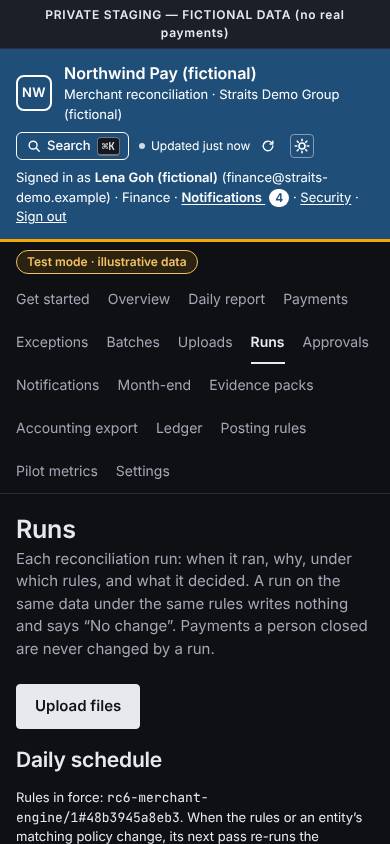 PRIVATE STAGING — FICTIONAL DATA (no real
payments)
NW
Northwind Pay (fictional)
Merchant reconciliation · Straits Demo Group
(fictional)
Search ⌘K
Updated just now
Signed in as Lena Goh (fictional) (finance@straits-
demo.example) · Finance · Notifications 4 · Security ·
Sign out
Test mode · illustrative data
Get started Overview Daily report Payments
Exceptions Batches Uploads Runs Approvals
Notifications Month-end Evidence packs
Accounting export Ledger Posting rules
Pilot metrics Settings
Runs
Each reconciliation run: when it ran, why, under
which rules, and what it decided. A run on the
same data under the same rules writes nothing
and says “No change”. Payments a person closed
are never changed by a run.
Upload files
Daily schedule
Rules in force: rc6-merchant-
engine/1#48b3945a8eb3. When the rules or an entity’s
matching policy change, its next pass re-runs the